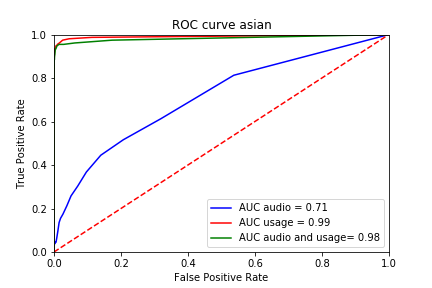 ROC curve asian
1.0
0.8
0.6
0.4
0.2
0.0
True Positive Rate
AUC audio = 0.71
AUC usage = 0.99
AUC audio and usage= 0.98
0.0 0.2 0.4 0.6 0.8 1.0
False Positive Rate